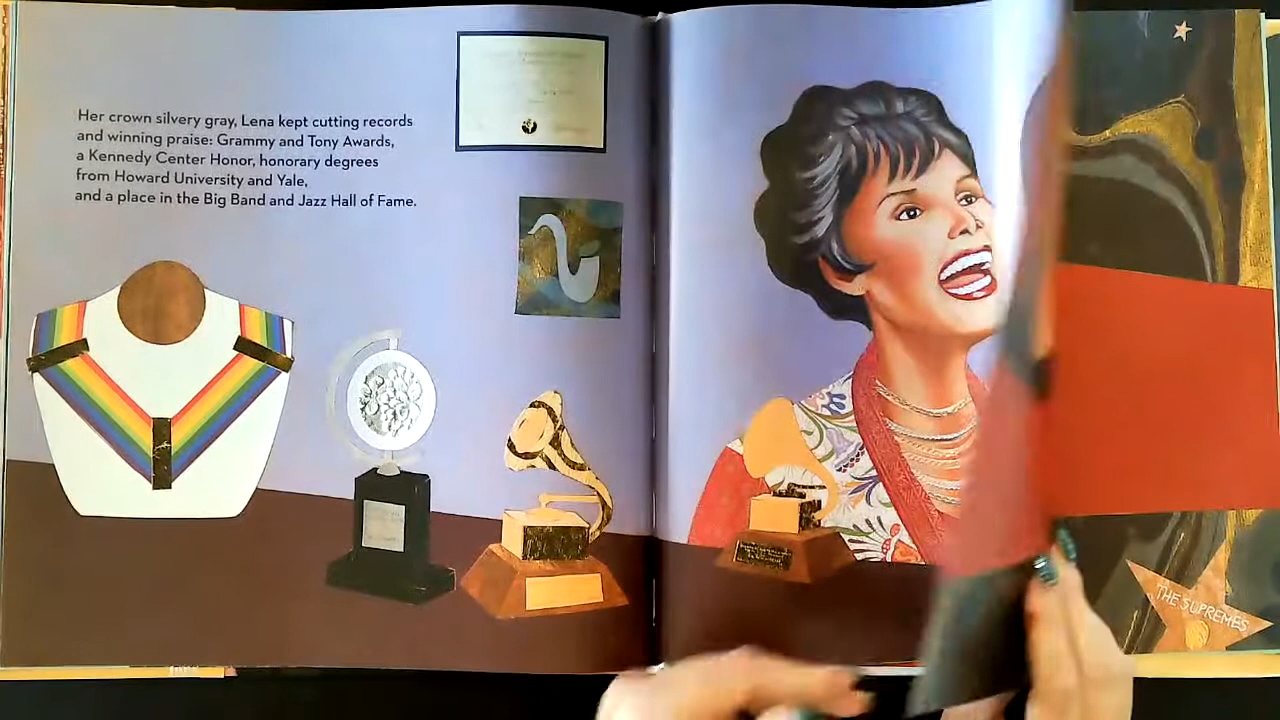 Her crown silvery gray, Lena kept cutting records
and winning praise: Grammy and Tony Awards,
a Kennedy Center Honor, honorary degrees
from Howard University and Yale,
and a place in the Big Band and Jazz Hall of Fame.
THE SUPREMES